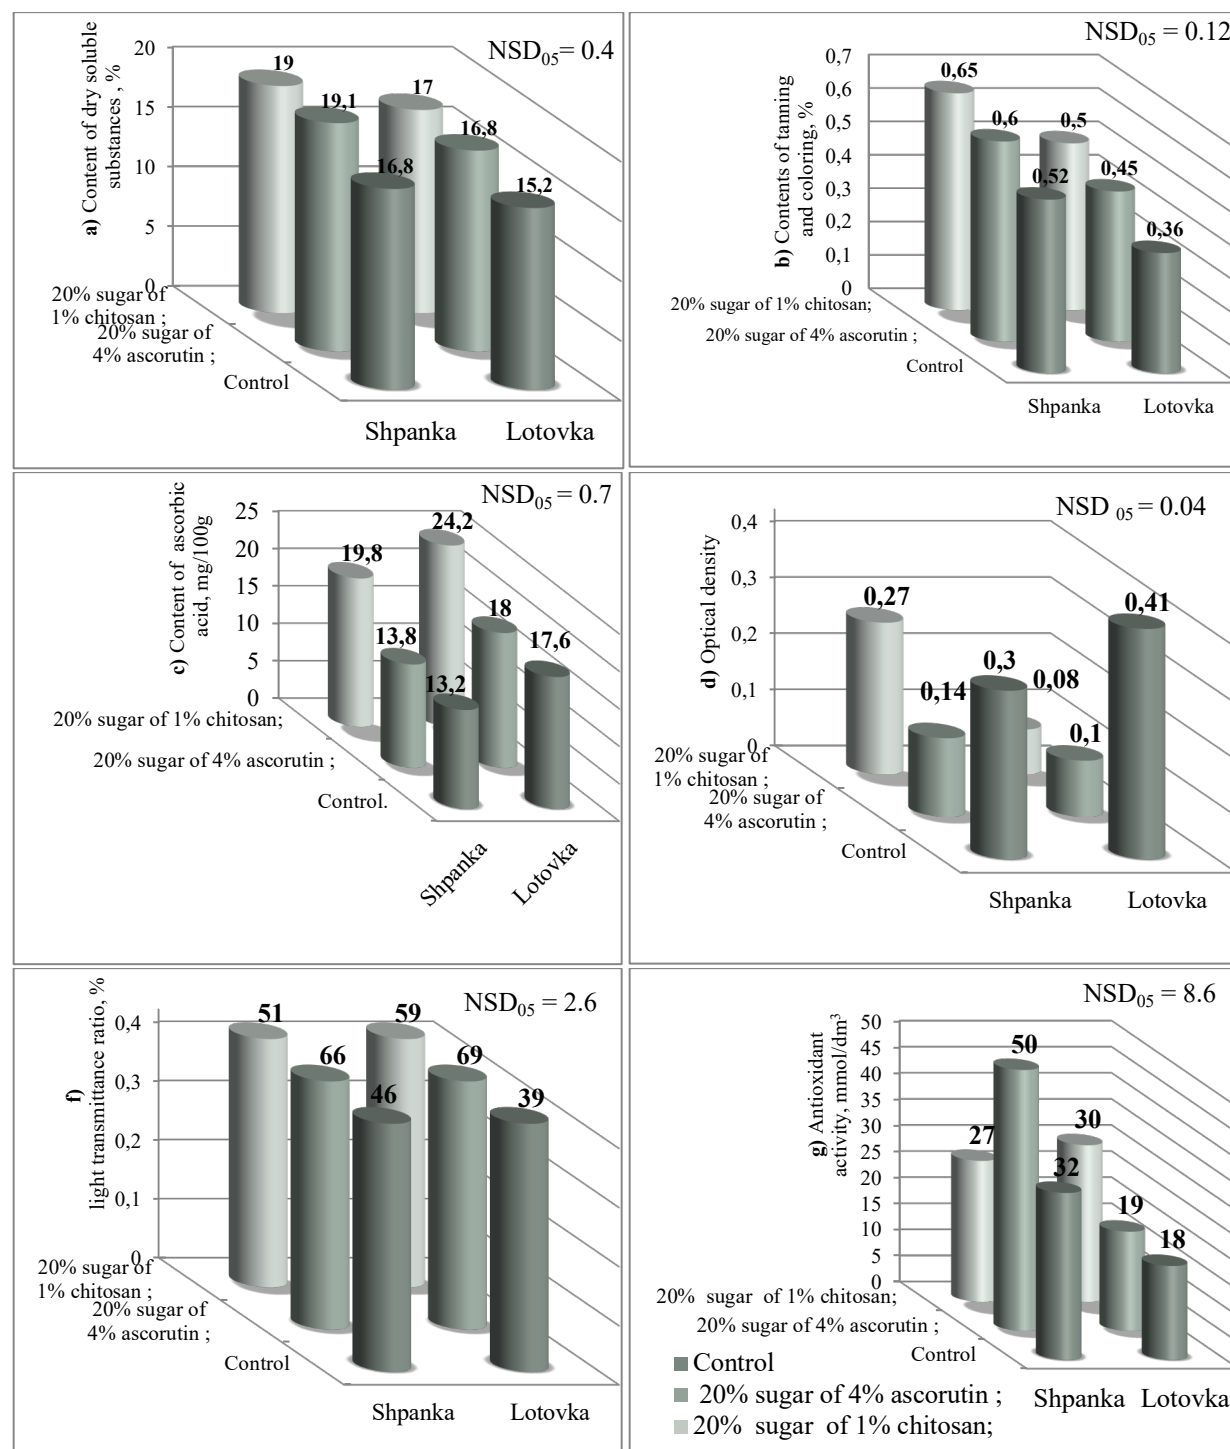 NSD05= 0.4
a) Content of dry soluble
substances , %
20
15
10
5
0
19
17
19,1
16,8
16,8
15,2
20% sugar of
1% chitosan ;
20% sugar of
4% ascorutin ;
Control
Shpanka
Lotovka
NSD05 = 0.12
b) Contents of tanning
and coloring, %
0,7
0,6
0,5
0,4
0,3
0,2
0,1
0
0,65
0,6
0,5
0,52
0,45
0,36
20% sugar of 1% chitosan;
20% sugar of 4% ascorutin ;
Control
Shpanka
Lotovka
NSD05 = 0.7
c) Content of ascorbic
acid, mg/100g
25
20
15
10
5
0
24,2
19,8
18
13,8
17,6
13,2
20% sugar of 1% chitosan;
20% sugar of 4% ascorutin ;
Control.
Shpanka
Lotovka
NSD 05 = 0.04
d) Optical density
0,4
0,3
0,2
0,1
0
0,27
0,41
0,3
0,08
0,14
0,1
20% sugar of
1% chitosan ;
20% sugar of
4% ascorutin ;
Control
Shpanka
Lotovka
NSD05 = 2.6
f)
light transmittance ratio, %
0,4
0,3
0,2
0,1
0
51
59
66
69
46
39
20% sugar of
1% chitosan ;
20% sugar of
4% ascorutin ;
Control
Shpanka
Lotovka
NSD05 = 8.6
g) Antioxidant
activity, mmol/dm3
50
45
40
35
30
25
20
15
10
5
0
50
27
30
32
19
18
20% sugar of 1% chitosan;
20% sugar of 4% ascorutin ;
Control
Shpanka
Lotovka
Control
20% sugar of 4% ascorutin ;
20% sugar of 1% chitosan;